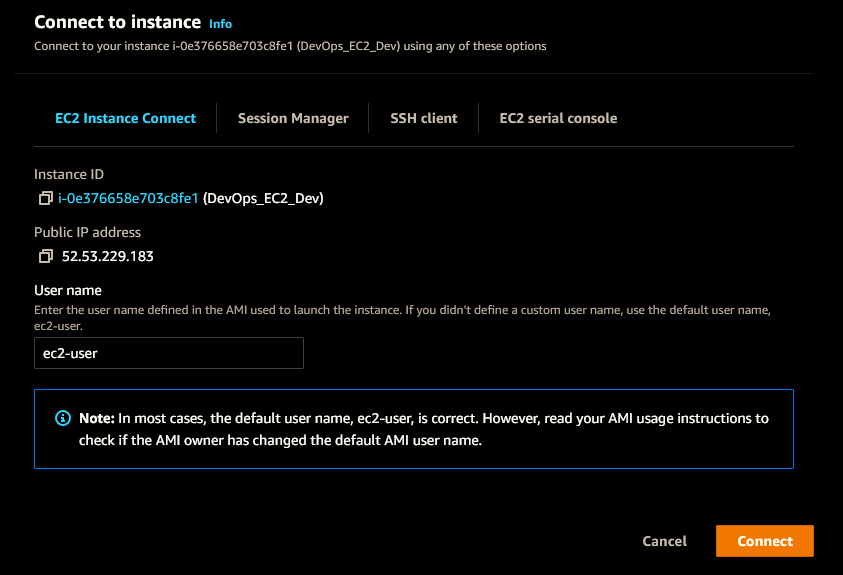 Connect to instance Info
Connect to your instance i-0e376658e703c8fe1 (DevOps_EC2_Dev) using any of these options
EC2 Instance Connect
Session Manager
SSH client
EC2 serial console
Instance ID
i-0e376658e703c8fe1 (DevOps_EC2_Dev)
Public IP address
52.53.229.183
User name
Enter the user name defined in the AMI used to launch the instance. If you didn't define a custom user name, use the default user name,
ec2-user.
ec2-user
Note: In most cases, the default user name, ec2-user, is correct. However, read your AMI usage instructions to
check if the AMI owner has changed the default AMI user name.
Cancel
Connect